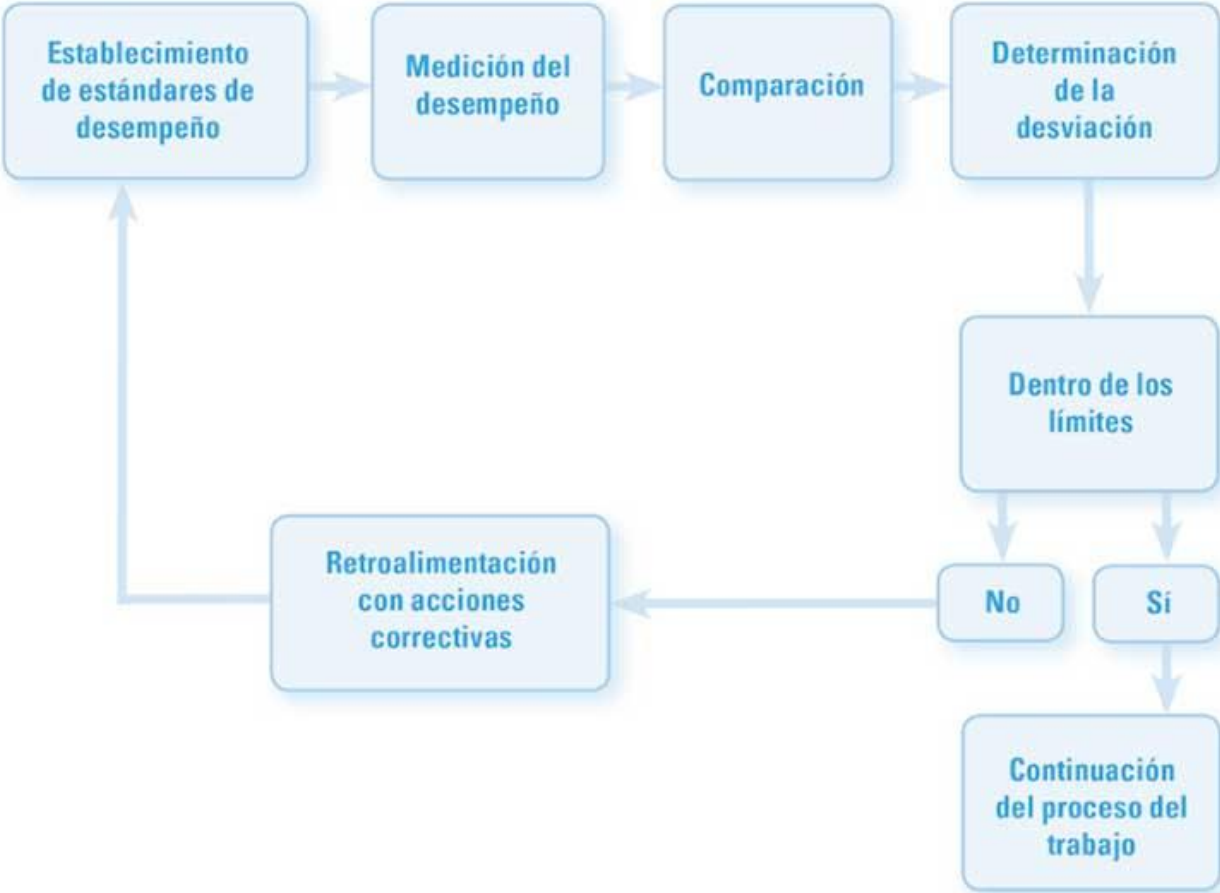 Establecimiento
de estándares de
desempeño
Medición del
desempeño
Comparación
Determinación
de la
desviación
Dentro de los
límites
No
Sí
Retroalimentación
con acciones
correctivas
Continuación
del proceso del
trabajo